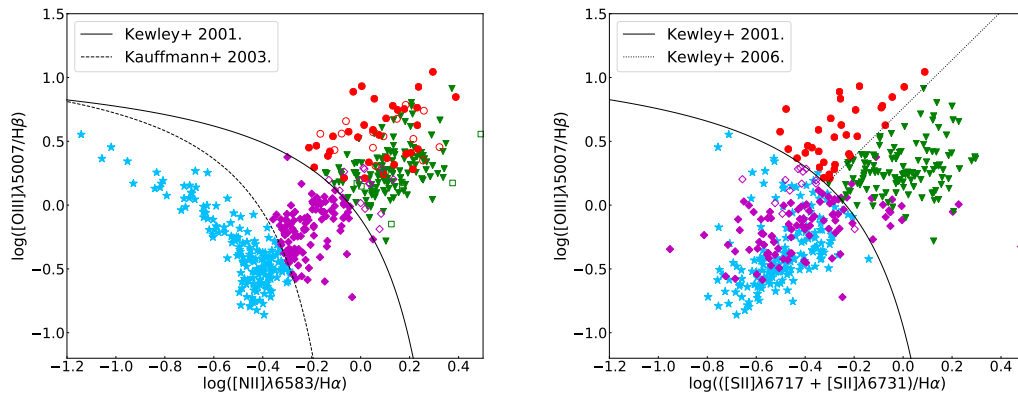 Kewley+ 2001.
Kauffmann+ 2003.
1.5
1.0
0.5
0.0
−0.5
−1.0
log([OIII]λ5007/Hβ)
−1.2 −1.0 −0.8 −0.6 −0.4 −0.2 0.0 0.2 0.4
log([NII]λ6583/Hα)
Kewley+ 2001.
Kewley+ 2006.
1.5
1.0
0.5
0.0
−0.5
−1.0
log([OIII]λ5007/Hβ)
−1.2 −1.0 −0.8 −0.6 −0.4 −0.2 0.0 0.2 0.4
log(([SII]λ6717 + [SII]λ6731)/Hα)